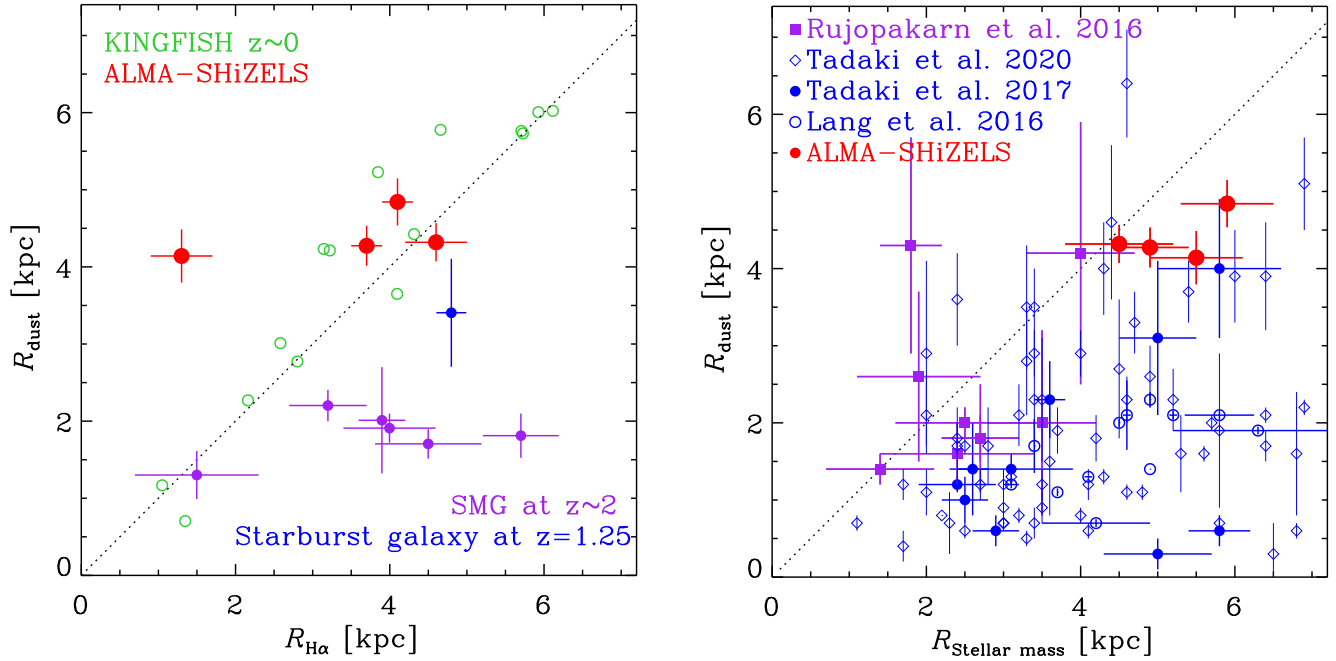 KINGFISH z~0
ALMA-SHiZELS
6
4
2
0
R_dust [kpc]
SMG at z~2
Starburst galaxy at z=1.25
0 2 4 6
R_Hα [kpc]
Rujopakarn et al. 2016
Tadaki et al. 2020
Tadaki et al. 2017
Lang et al. 2016
ALMA-SHiZELS
6
4
2
0
R_dust [kpc]
0 2 4 6
R_Stellar mass [kpc]